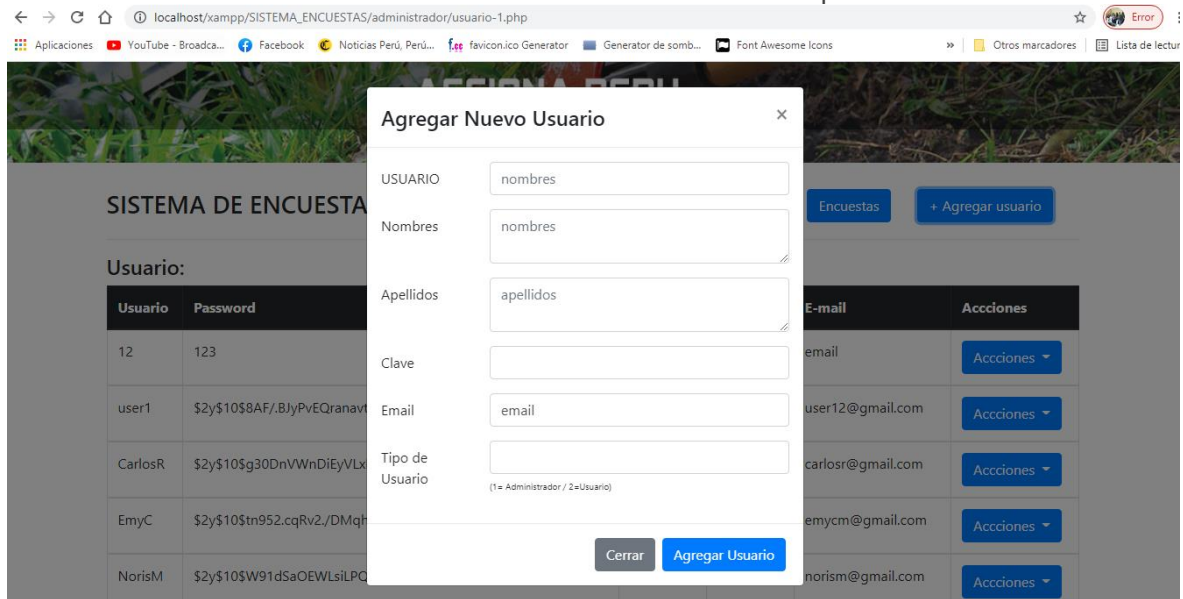 localhost/xampp/SISTEMA_ENCUESTAS/administrador/usuario-1.php
Error
Aplicaciones YouTube - Broadca... Facebook Noticias Perú, Perú... favicon.ico Generator Generator de somb... Font Awesome Icons » Otros marcadores Lista de lectur
Agregar Nuevo Usuario ×
USUARIO nombres
SISTEMA DE ENCUESTA Encuestas + Agregar usuario
Nombres nombres
Usuario:
Apellidos apellidos
Usuario Password E-mail Accciones
12 123 email Accciones
Clave
user1 $2y$10$8AF/.BJyPvEQranavt user12@gmail.com Accciones
Email email
CarlosR $2y$10$g30DnVWnDiEyVLx carlosr@gmail.com Accciones
Tipo de
Usuario
(1= Administrador / 2=Usuario)
EmyC $2y$10$tn952.cqRv2./DMqh emycm@gmail.com Accciones
Cerrar Agregar Usuario
NorisM $2y$10$W91dSaOEWLsiLPQ norism@gmail.com Accciones